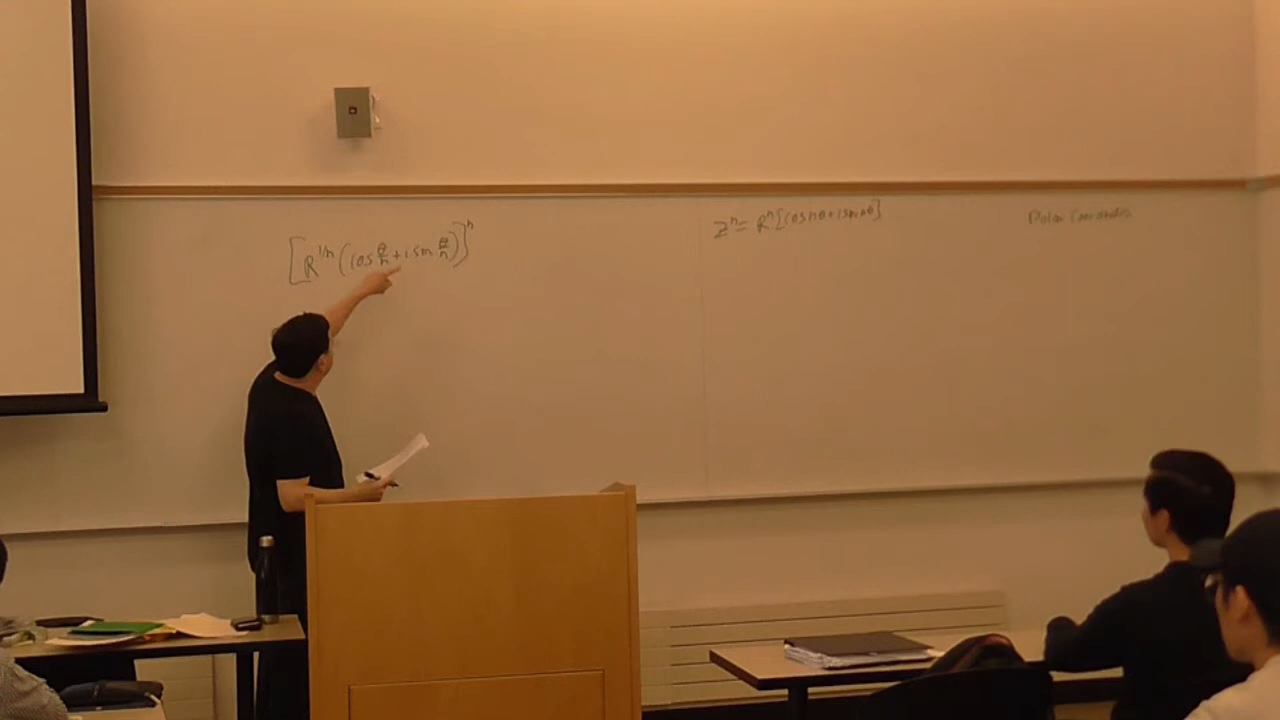 [R^{1/n}(cos θ/n + i sin θ/n)]^n
Z^n = R^n[cos nθ + i sin nθ]
Polar Coordinates